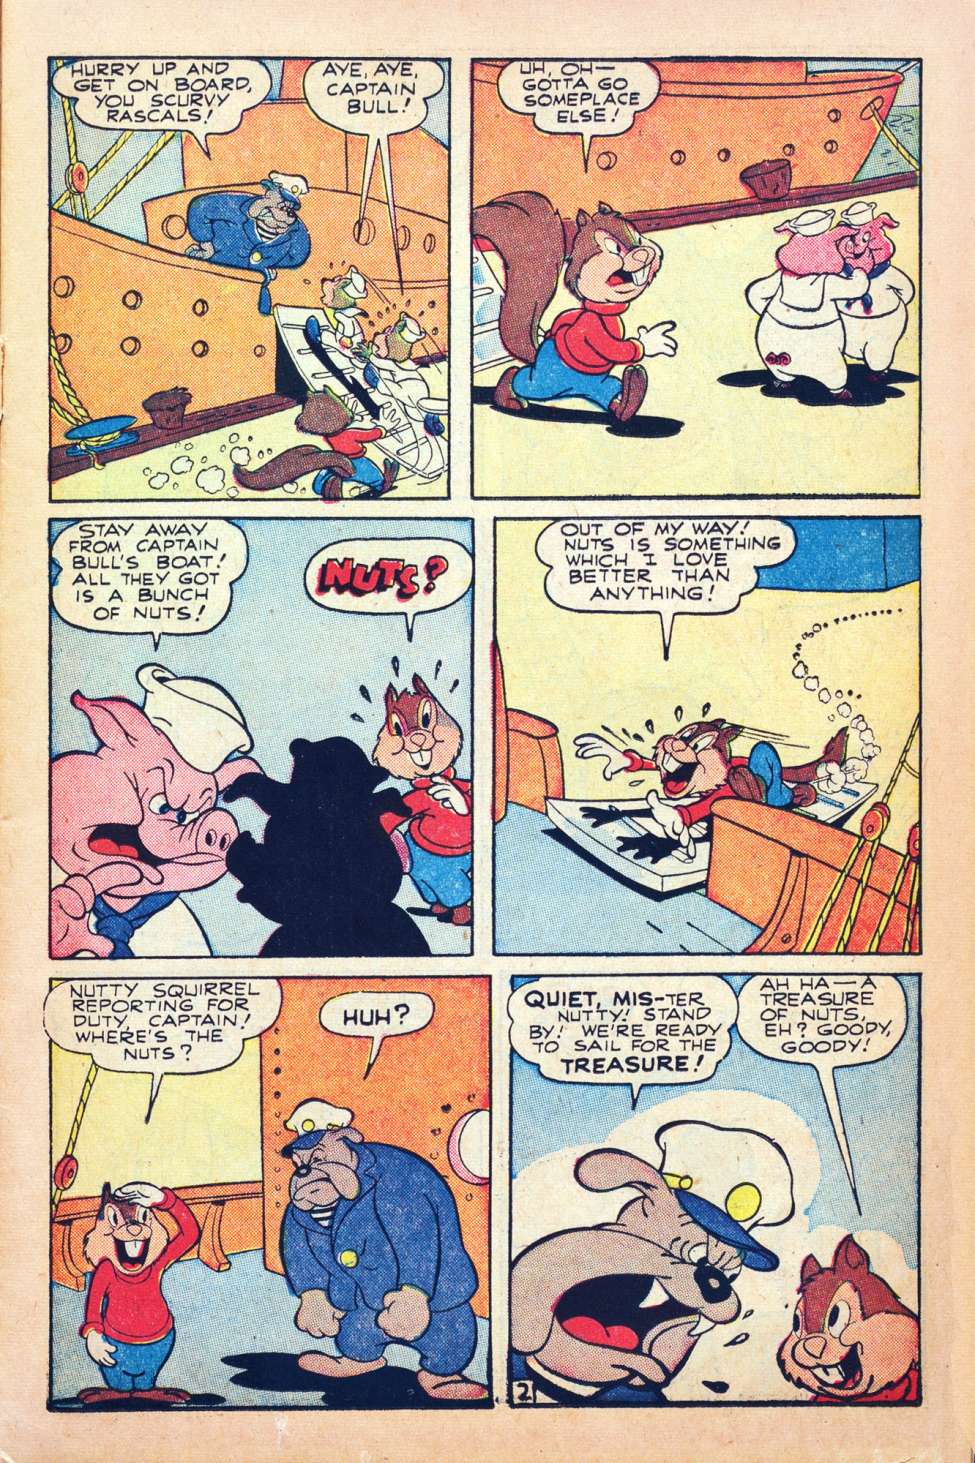 HURRY UP AND
GET ON BOARD,
YOU SCURVY
RASCALS!
AYE, AYE,
CAPTAIN
BULL!
UH, OH—
GOTTA GO
SOMEPLACE
ELSE!
STAY AWAY
FROM CAPTAIN
BULL'S BOAT!
ALL THEY GOT
IS A BUNCH
OF NUTS!
NUTS?
OUT OF MY WAY!
NUTS IS SOMETHING
WHICH I LOVE
BETTER THAN
ANYTHING!
NUTTY SQUIRREL
REPORTING FOR
DUTY, CAPTAIN!
WHERE'S THE
NUTS?
HUH?
QUIET, MIS-TER
NUTTY! STAND
BY! WE'RE READY
TO SAIL FOR THE
TREASURE!
AH HA—A
TREASURE
OF NUTS,
EH? GOODY,
GOODY!
2